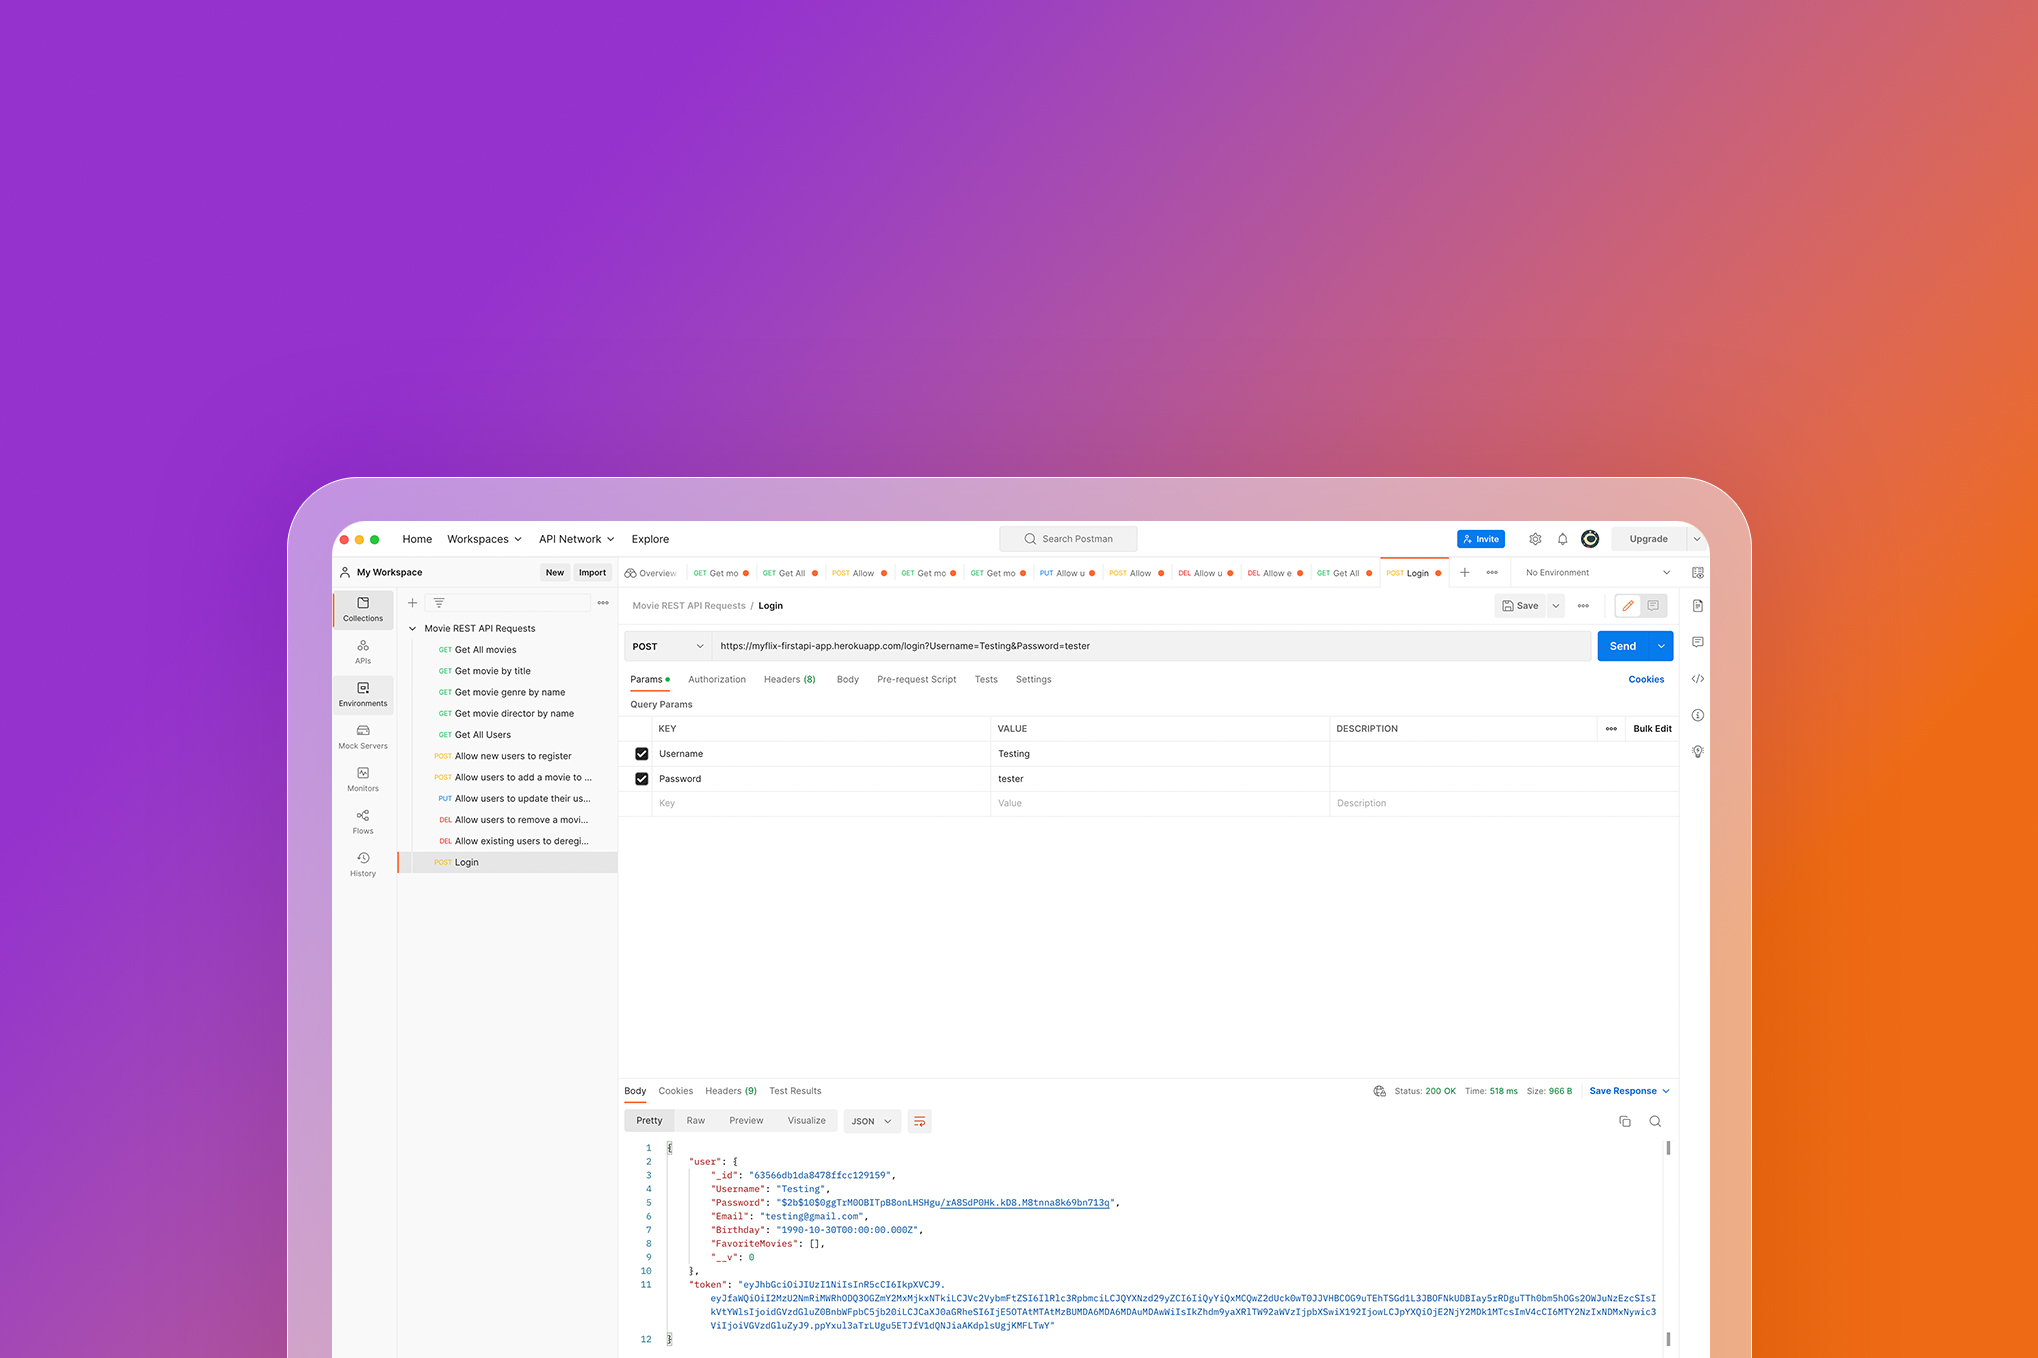 Home Workspaces API Network Explore Search Postman Invite Upgrade
My Workspace New Import Overview GET Get mo GET Get All POST Allow GET Get mo GET Get mo PUT Allow u POST Allow DEL Allow u DEL Allow e GET Get All POST Login No Environment
Collections
APIs
Environments
Mock Servers
Monitors
Flows
History
Movie REST API Requests
GET Get All movies
GET Get movie by title
GET Get movie genre by name
GET Get movie director by name
GET Get All Users
POST Allow new users to register
POST Allow users to add a movie to ...
PUT Allow users to update their us...
DEL Allow users to remove a movi...
DEL Allow existing users to deregi...
POST Login
Movie REST API Requests / Login Save
POST https://myflix-firstapi-app.herokuapp.com/login?Username=Testing&Password=tester Send
Params Authorization Headers (8) Body Pre-request Script Tests Settings Cookies
Query Params
KEY VALUE DESCRIPTION Bulk Edit
Username Testing
Password tester
Key Value Description
Body Cookies Headers (9) Test Results Status: 200 OK Time: 518 ms Size: 966 B Save Response
Pretty Raw Preview Visualize JSON
1 {
2 "user": {
3 "_id": "63566db1da8478ffcc129159",
4 "Username": "Testing",
5 "Password": "$2b$10$0ggTrM0OBITpB8onLHSHgu/rA8SdP0Hk.kD8.M8tnna8k69bn713q",
6 "Email": "testing@gmail.com",
7 "Birthday": "1990-10-30T00:00:00.000Z",
8 "FavoriteMovies": [],
9 "__v": 0
10 },
11 "token": "eyJhbGciOiJIUzI1NiIsInR5cCI6IkpXVCJ9.
12 }